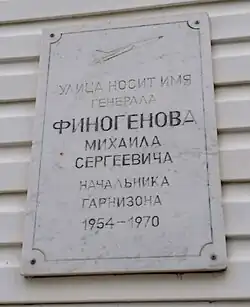 УЛИЦА НОСИТ ИМЯ
ГЕНЕРАЛА
ФИНОГЕНОВА
МИХАИЛА
СЕРГЕЕВИЧА
НАЧАЛЬНИКА
ГАРНИЗОНА
1954-1970